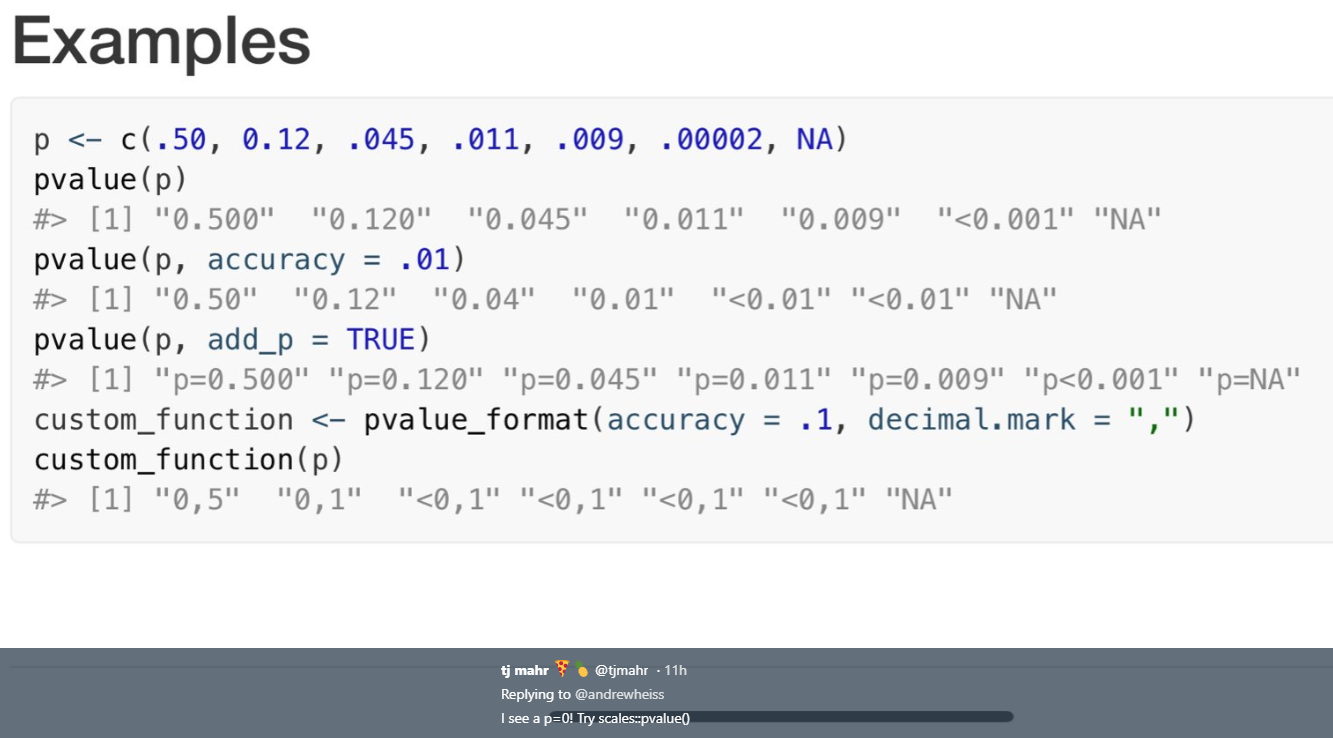 Examples
p <- c(.50, 0.12, .045, .011, .009, .00002, NA)
pvalue(p)
#> [1] "0.500"  "0.120"  "0.045"  "0.011"  "0.009"  "<0.001" "NA"
pvalue(p, accuracy = .01)
#> [1] "0.50"  "0.12"  "0.04"  "0.01"  "<0.01" "<0.01" "NA"
pvalue(p, add_p = TRUE)
#> [1] "p=0.500" "p=0.120" "p=0.045" "p=0.011" "p=0.009" "p<0.001" "p=NA"
custom_function <- pvalue_format(accuracy = .1, decimal.mark = ",")
custom_function(p)
#> [1] "0,5"  "0,1"  "<0,1" "<0,1" "<0,1" "<0,1" "NA"
tj mahr 🍕🍍 @tjmahr · 11h
Replying to @andrewheiss
I see a p=0! Try scales::pvalue()